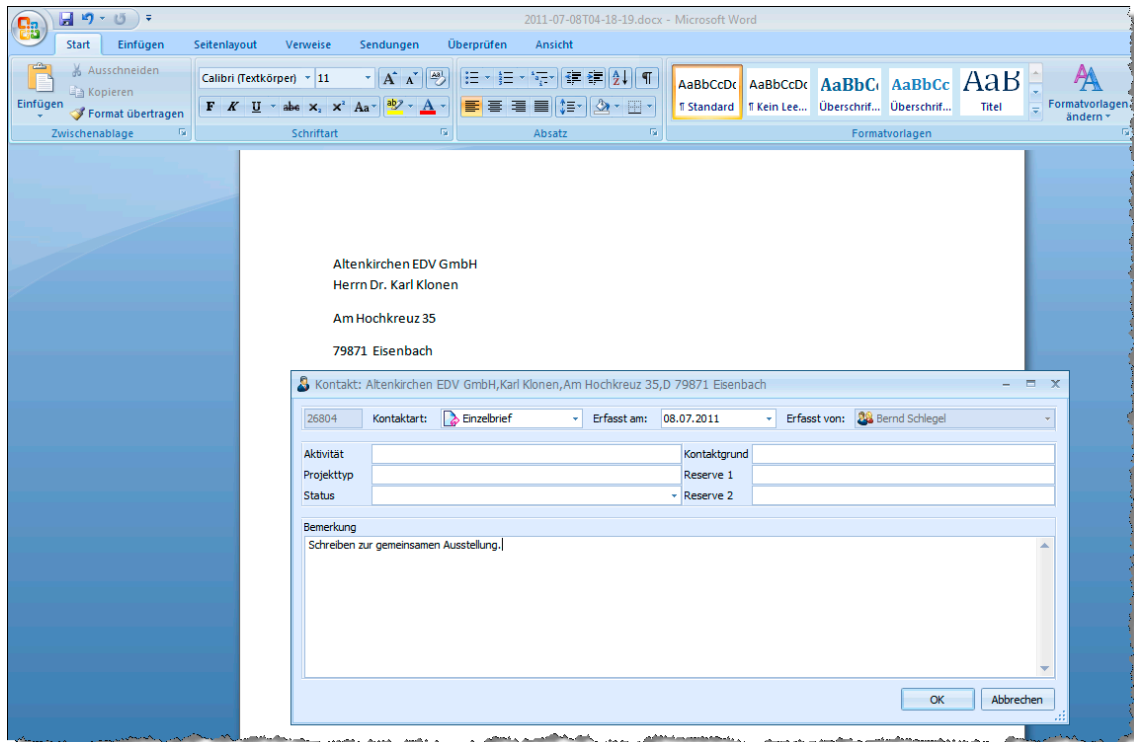 2011-07-08T04-18-19.docx - Microsoft Word
Start Einfügen Seitenlayout Verweise Sendungen Überprüfen Ansicht
Einfügen
Ausschneiden
Kopieren
Format übertragen
Zwischenablage
Calibri (Textkörper) 11
F K U abe x₂ x² Aa
Schriftart
Absatz
AaBbCcDc AaBbCcDc AaBbC AaBbCc AaB
¶ Standard ¶ Kein Lee... Überschrif... Überschrif... Titel
Formatvorlagen
Formatvorlagen
ändern
Altenkirchen EDV GmbH
Herrn Dr. Karl Klonen
Am Hochkreuz 35
79871 Eisenbach
Kontakt: Altenkirchen EDV GmbH,Karl Klonen,Am Hochkreuz 35,D 79871 Eisenbach
26804 Kontaktart: Einzelbrief Erfasst am: 08.07.2011 Erfasst von: Bernd Schlegel
Aktivität Kontaktgrund
Projekttyp Reserve 1
Status Reserve 2
Bemerkung
Schreiben zur gemeinsamen Ausstellung.
OK Abbrechen